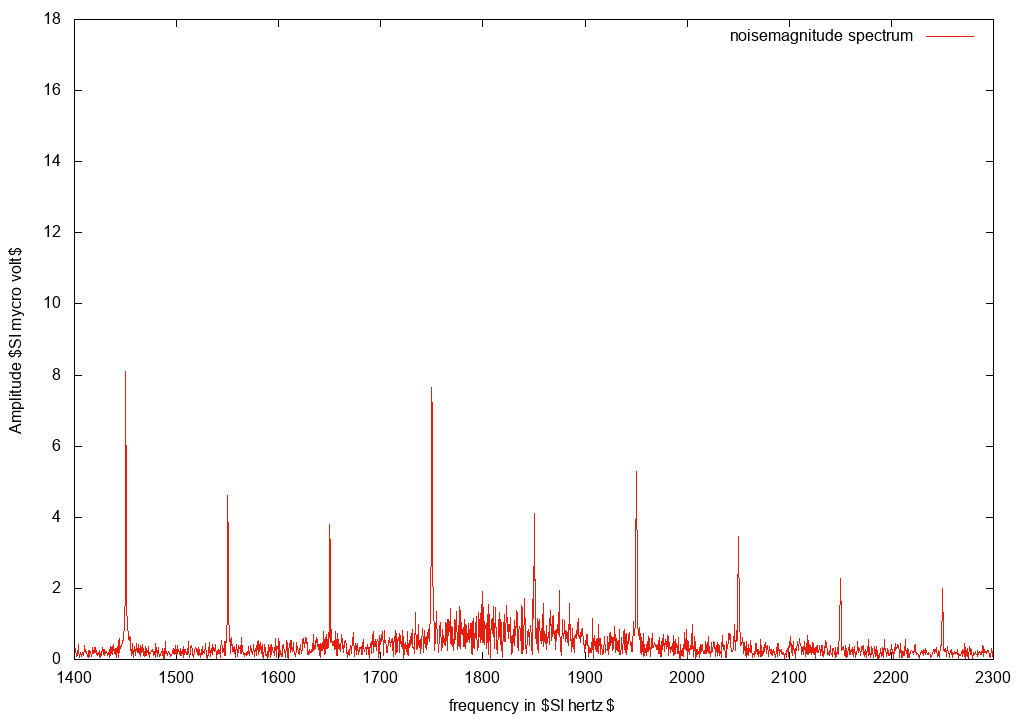 18
noisemagnitude spectrum
16
14
12
10
8
6
4
2
0
Amplitude $SI mycro volt$
1400 1500 1600 1700 1800 1900 2000 2100 2200 2300
frequency in $SI hertz$